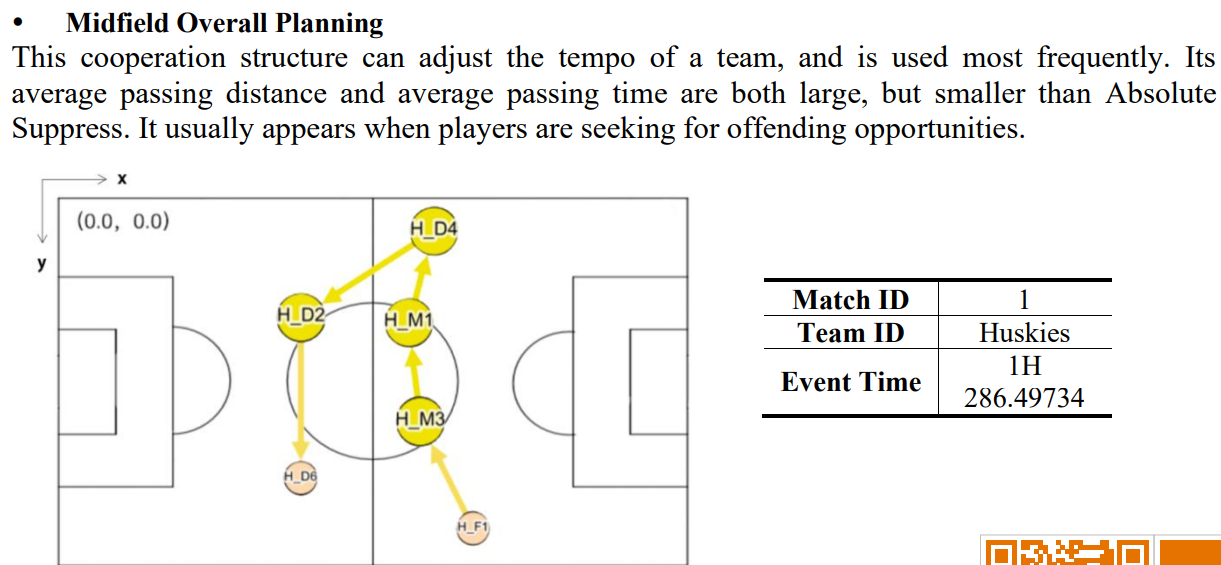 • Midfield Overall Planning
This cooperation structure can adjust the tempo of a team, and is used most frequently. Its
average passing distance and average passing time are both large, but smaller than Absolute
Suppress. It usually appears when players are seeking for offending opportunities.
x
(0.0, 0.0)
y
H_D4
H_D2
H_M1
H_M3
H_D6
H_F1
Match ID 1
Team ID Huskies
Event Time 1H
286.49734